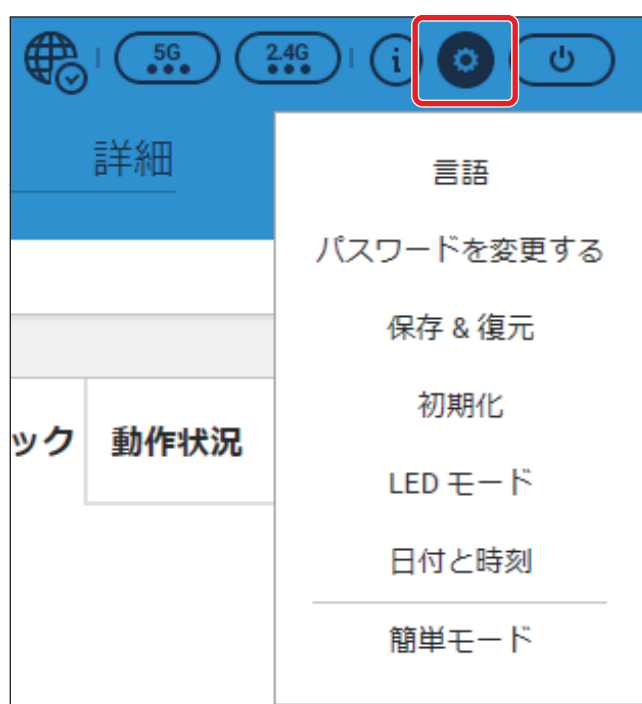 5G 2.4G i
詳細
言語
パスワードを変更する
保存 & 復元
初期化
ック 動作状況
LED モード
日付と時刻
簡単モード